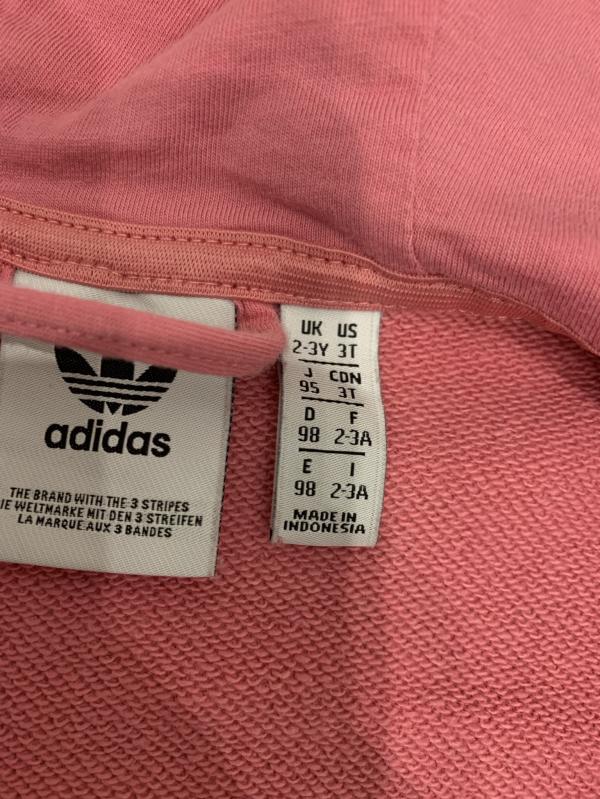 adidas
THE BRAND WITH THE 3 STRIPES
IE WELTMARKE MIT DEN 3 STREIFEN
LA MARQUE AUX 3 BANDES
UK US
2-3Y 3T
J CDN
95 3T
D F
98 2-3A
E I
98 2-3A
MADE IN
INDONESIA